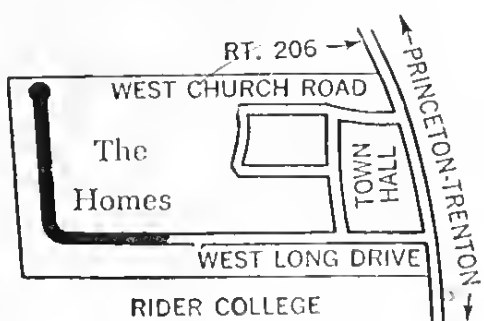 RT. 206
WEST CHURCH ROAD
PRINCETON-TRENTON
The
Homes
TOWN
HALL
WEST LONG DRIVE
RIDER COLLEGE